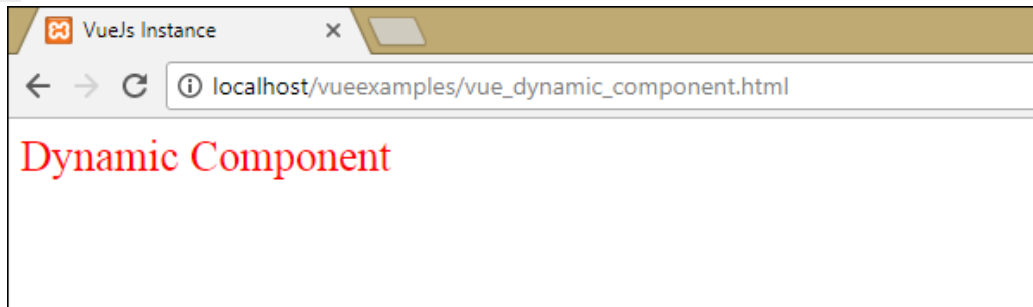 VueJs Instance
localhost/vueexamples/vue_dynamic_component.html
Dynamic Component